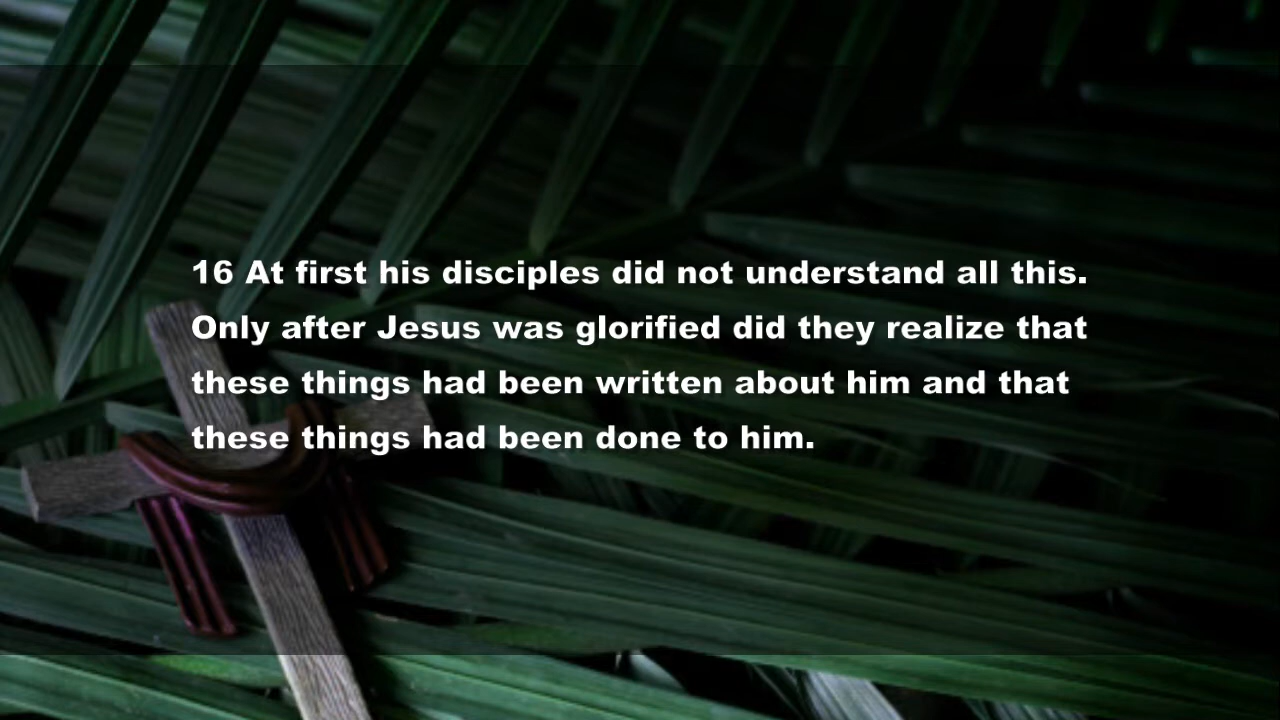 16 At first his disciples did not understand all this.
Only after Jesus was glorified did they realize that
these things had been written about him and that
these things had been done to him.